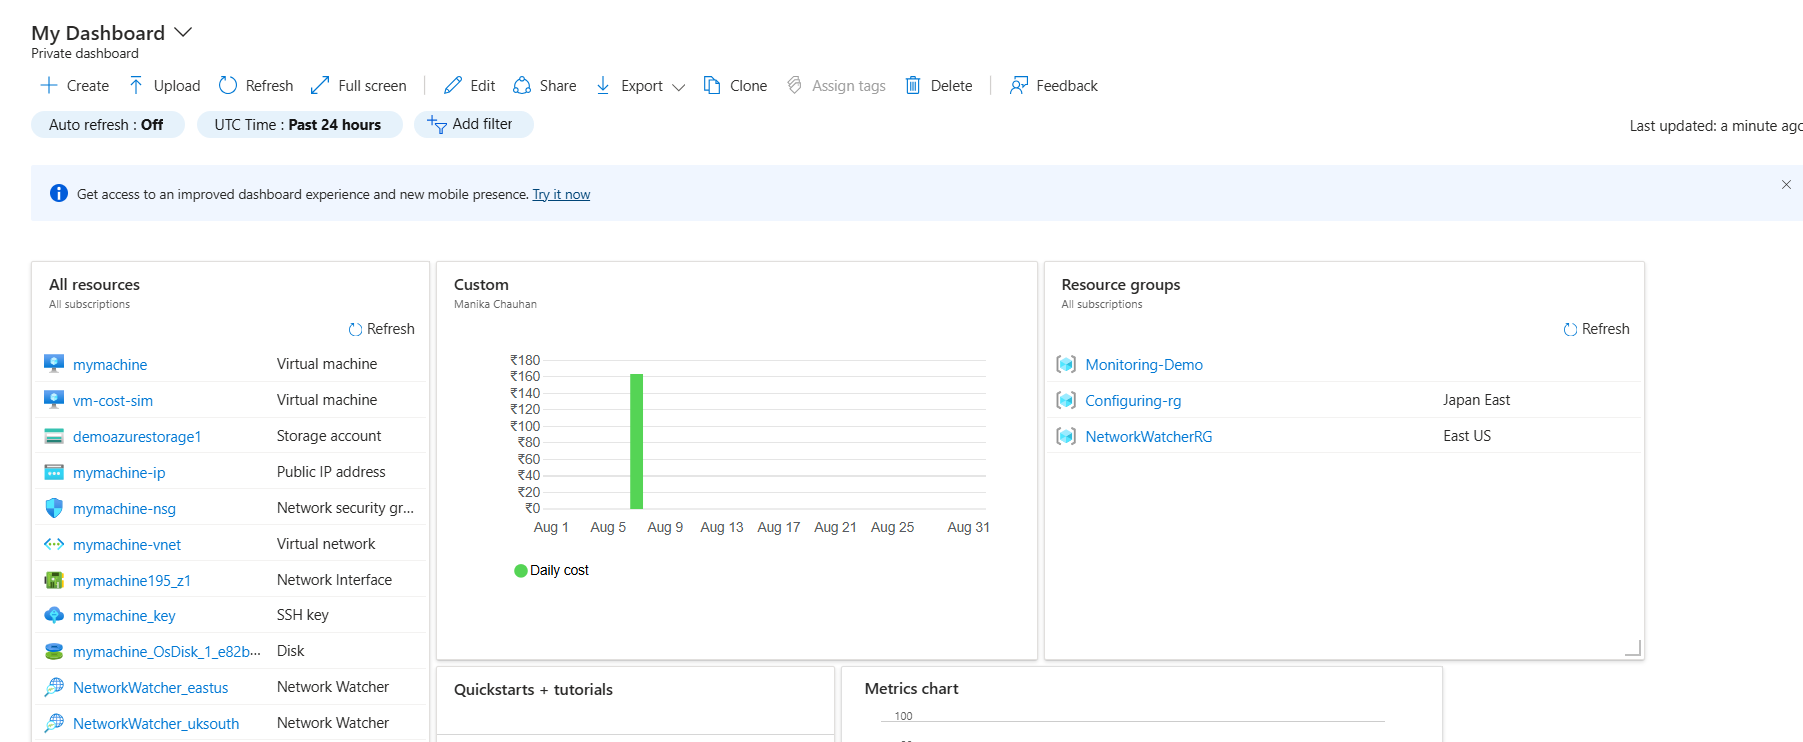 My Dashboard
Private dashboard
Create Upload Refresh Full screen Edit Share Export Clone Assign tags Delete Feedback
Auto refresh : Off UTC Time : Past 24 hours Add filter
Last updated: a minute ago
Get access to an improved dashboard experience and new mobile presence. Try it now
All resources
All subscriptions
Refresh
mymachine Virtual machine
vm-cost-sim Virtual machine
demoazurestorage1 Storage account
mymachine-ip Public IP address
mymachine-nsg Network security gr...
mymachine-vnet Virtual network
mymachine195_z1 Network Interface
mymachine_key SSH key
mymachine_OsDisk_1_e82b... Disk
NetworkWatcher_eastus Network Watcher
NetworkWatcher_uksouth Network Watcher
Custom
Manika Chauhan
₹180
₹160
₹140
₹120
₹100
₹80
₹60
₹40
₹20
₹0
Aug 1 Aug 5 Aug 9 Aug 13 Aug 17 Aug 21 Aug 25 Aug 31
Daily cost
Resource groups
All subscriptions
Refresh
Monitoring-Demo
Configuring-rg Japan East
NetworkWatcherRG East US
Quickstarts + tutorials
Metrics chart
100